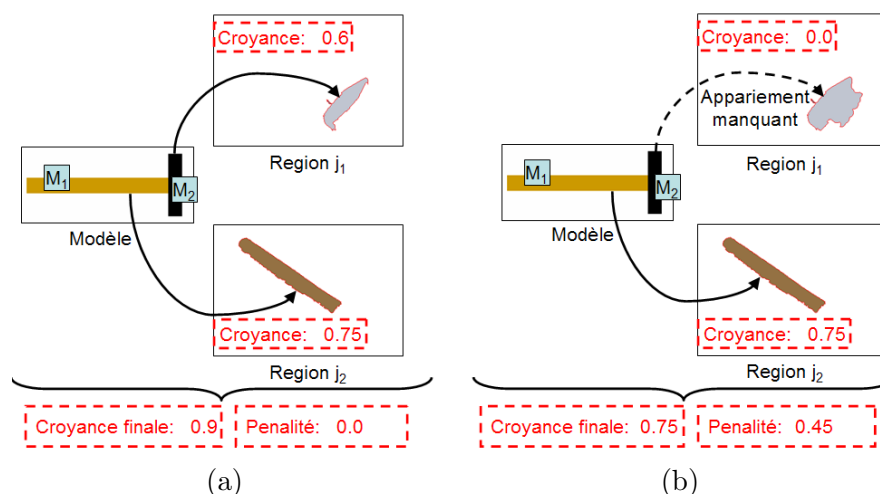 Croyance: 0.6
Region j1
M1
M2
Modèle
Croyance: 0.75
Region j2
Croyance finale: 0.9
Penalité: 0.0
(a)
Croyance: 0.0
Appariement
manquant
Region j1
M1
M2
Modèle
Croyance: 0.75
Region j2
Croyance finale: 0.75
Penalité: 0.45
(b)